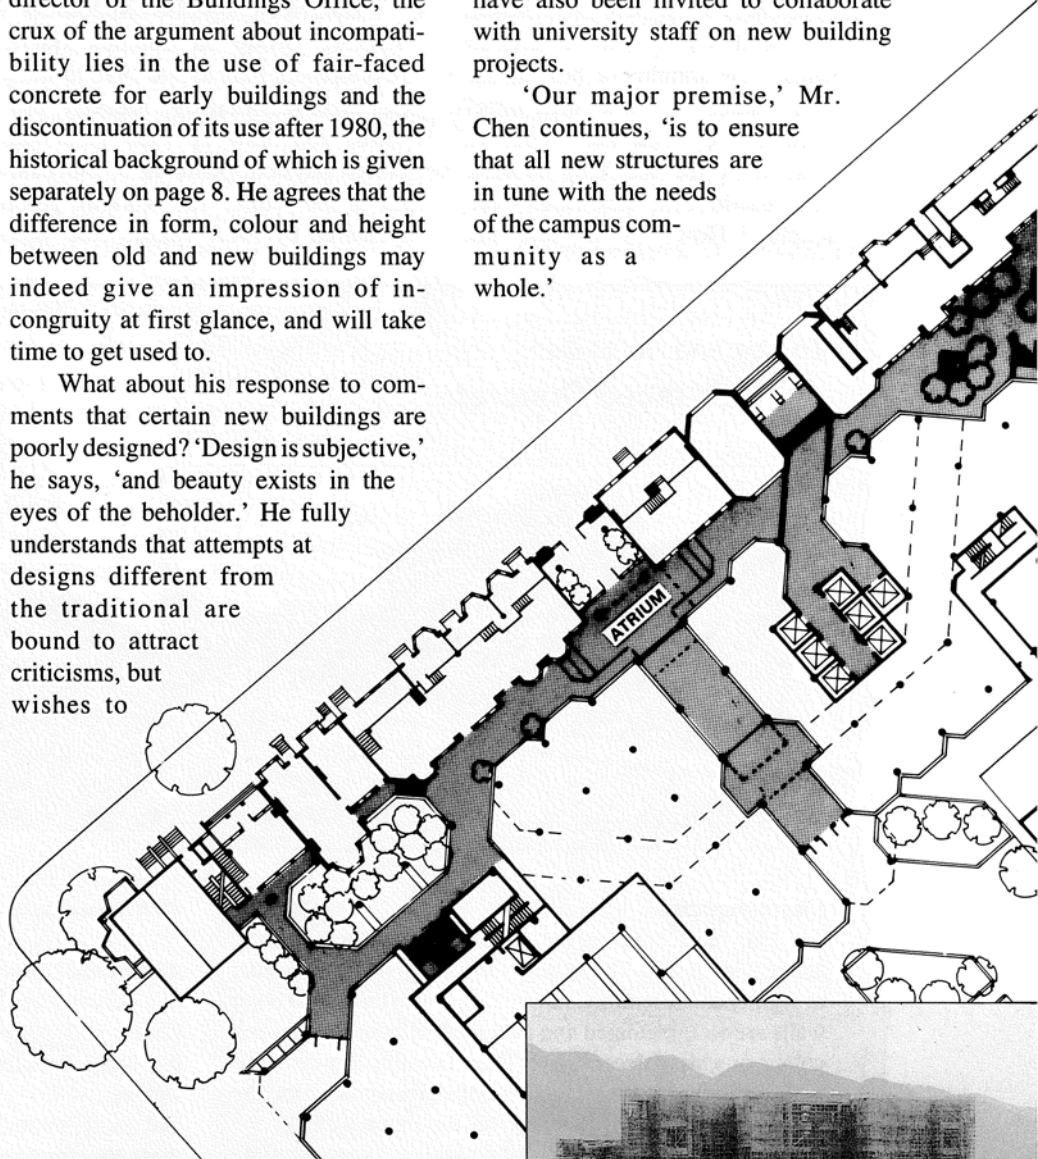 director of the Buildings Office, the
crux of the argument about incompati-
bility lies in the use of fair-faced
concrete for early buildings and the
discontinuation of its use after 1980, the
historical background of which is given
separately on page 8. He agrees that the
difference in form, colour and height
between old and new buildings may
indeed give an impression of in-
congruity at first glance, and will take
time to get used to.
What about his response to com-
ments that certain new buildings are
poorly designed? ‘Design is subjective,’
he says, ‘and beauty exists in the
eyes of the beholder.’ He fully
understands that attempts at
designs different from
the traditional are
bound to attract
criticisms, but
wishes to
have also been invited to collaborate
with university staff on new building
projects.
‘Our major premise,’ Mr.
Chen continues, ‘is to ensure
that all new structures are
in tune with the needs
of the campus com-
munity as a
whole.’
ATRIUM